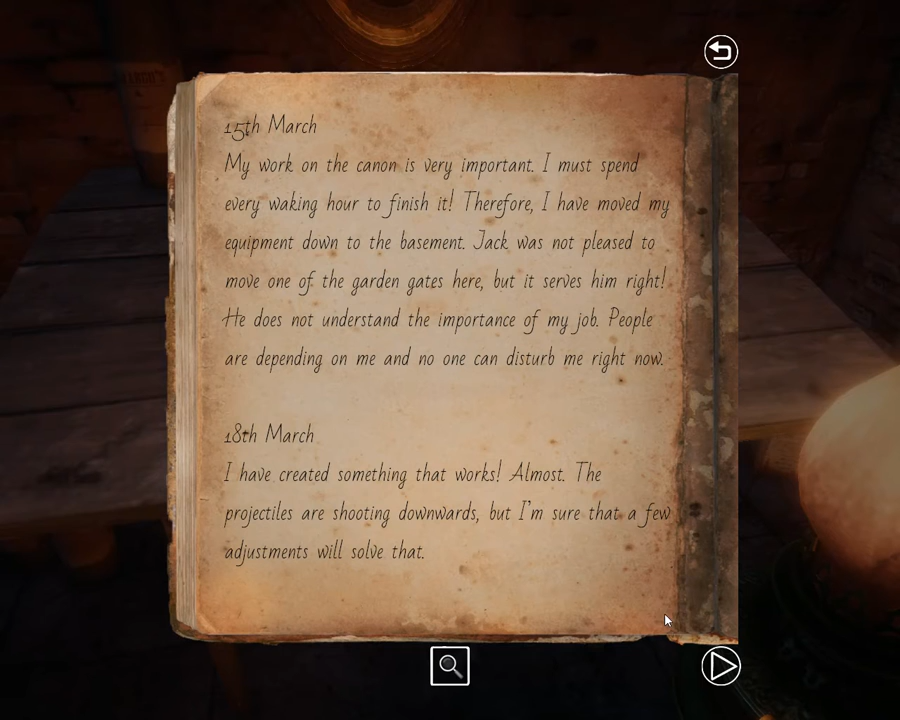 15th March
My work on the canon is very important. I must spend
every waking hour to finish it! Therefore, I have moved my
equipment down to the basement. Jack was not pleased to
move one of the garden gates here, but it serves him right!
He does not understand the importance of my job. People
are depending on me and no one can disturb me right now.
18th March
I have created something that works! Almost. The
projectiles are shooting downwards, but I'm sure that a few
adjustments will solve that.